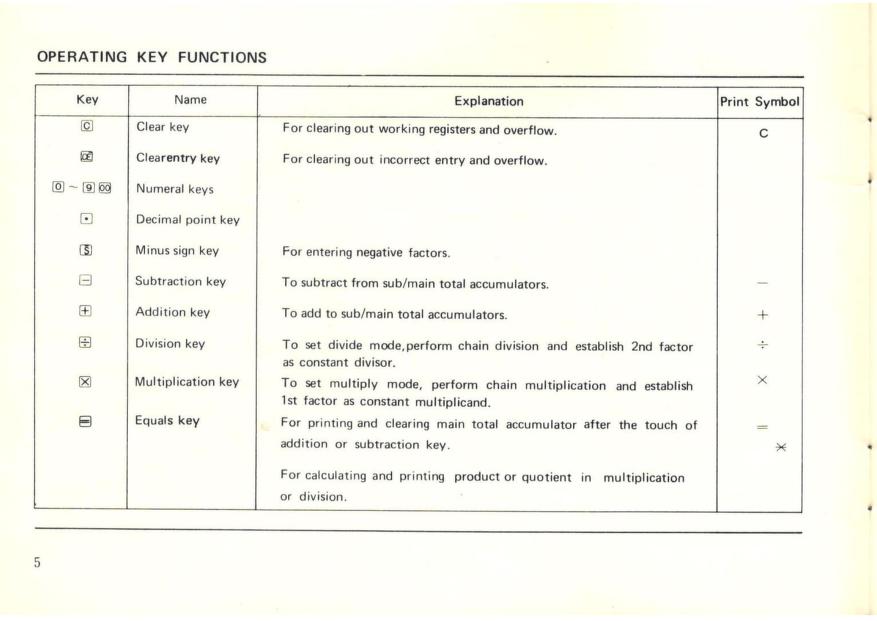 OPERATING KEY FUNCTIONS
Key Name Explanation Print Symbol
C Clear key For clearing out working registers and overflow. C
CE Clearentry key For clearing out incorrect entry and overflow.
0 ~ 9 00 Numeral keys
• Decimal point key
S Minus sign key For entering negative factors.
− Subtraction key To subtract from sub/main total accumulators. −
+ Addition key To add to sub/main total accumulators. +
÷ Division key To set divide mode,perform chain division and establish 2nd factor ÷
as constant divisor.
× Multiplication key To set multiply mode, perform chain multiplication and establish ×
1st factor as constant multiplicand.
= Equals key For printing and clearing main total accumulator after the touch of =
addition or subtraction key. ⁎
For calculating and printing product or quotient in multiplication
or division.
5